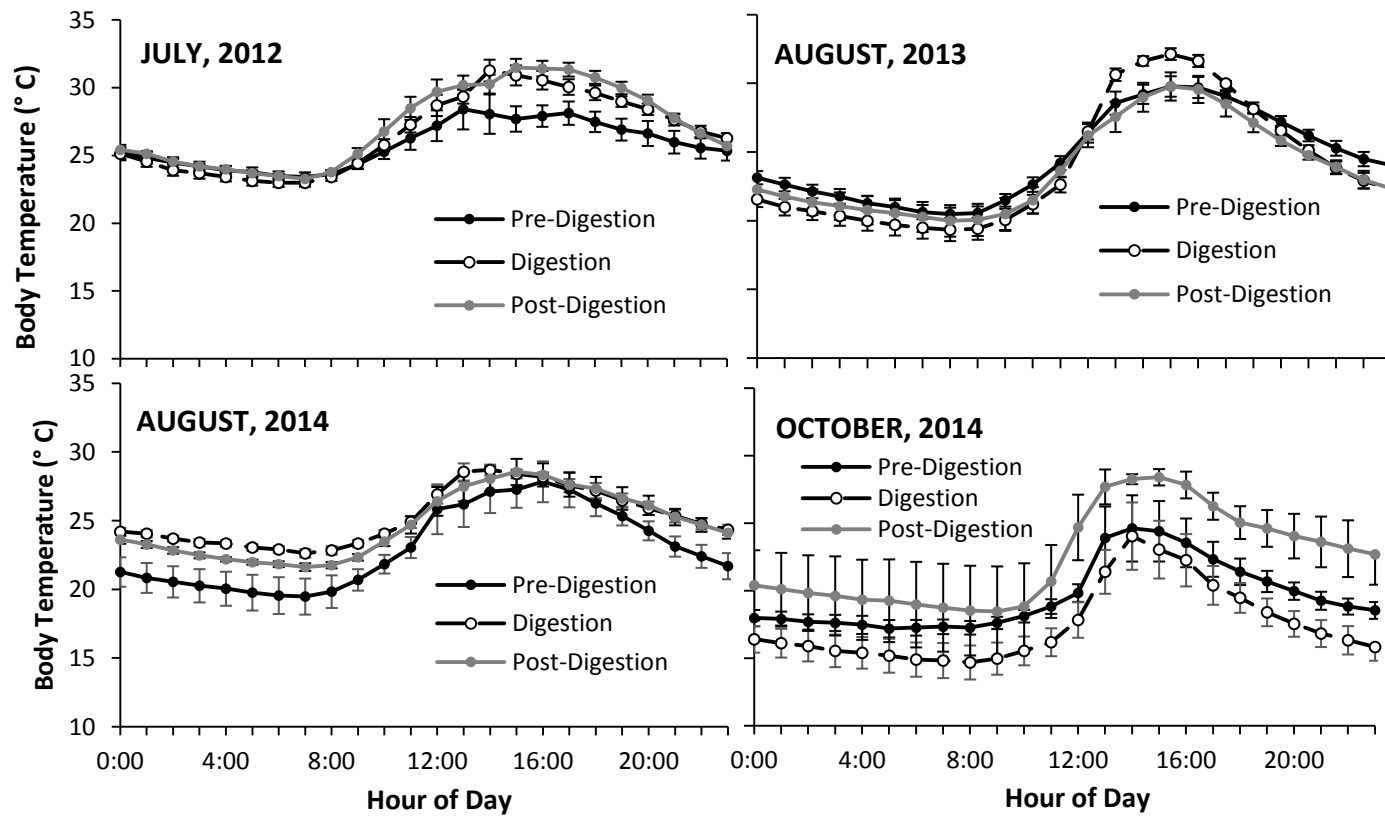 JULY, 2012
Body Temperature (° C)
35
30
25
20
15
10
Pre-Digestion
Digestion
Post-Digestion
AUGUST, 2013
Pre-Digestion
Digestion
Post-Digestion
AUGUST, 2014
Body Temperature (° C)
35
30
25
20
15
10
Pre-Digestion
Digestion
Post-Digestion
0:00 4:00 8:00 12:00 16:00 20:00
Hour of Day
OCTOBER, 2014
Pre-Digestion
Digestion
Post-Digestion
0:00 4:00 8:00 12:00 16:00 20:00
Hour of Day